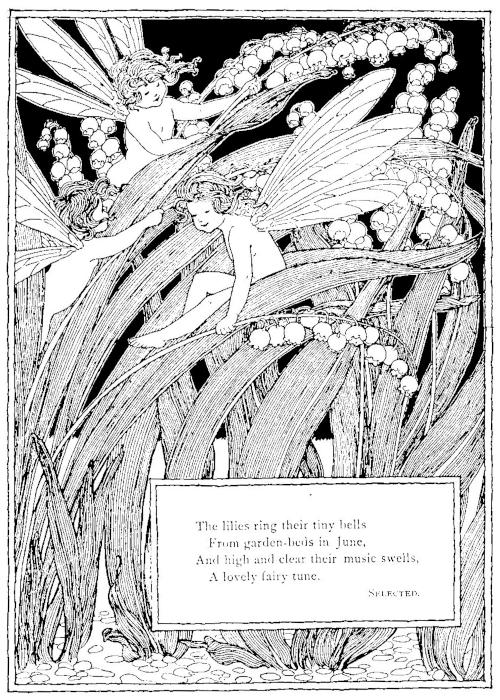 The lilies ring their tiny bells
From garden-beds in June,
And high and clear their music swells,
A lovely fairy tune.
SELECTED.